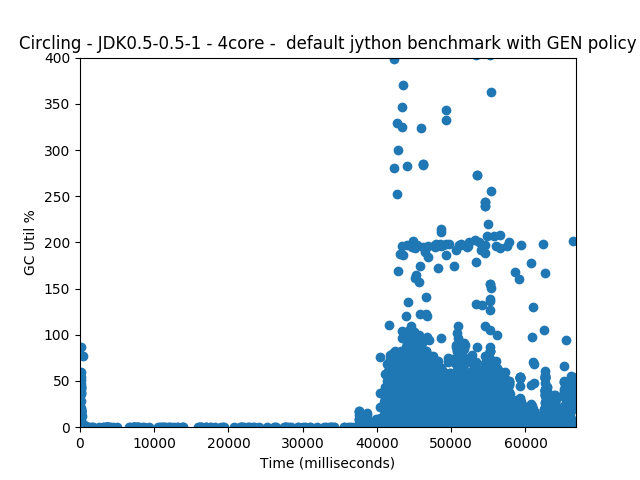 Circling - JDK0.5-0.5-1 - 4core -  default jython benchmark with GEN policy
400
350
300
250
200
150
100
50
0
GC Util %
0 10000 20000 30000 40000 50000 60000
Time (milliseconds)